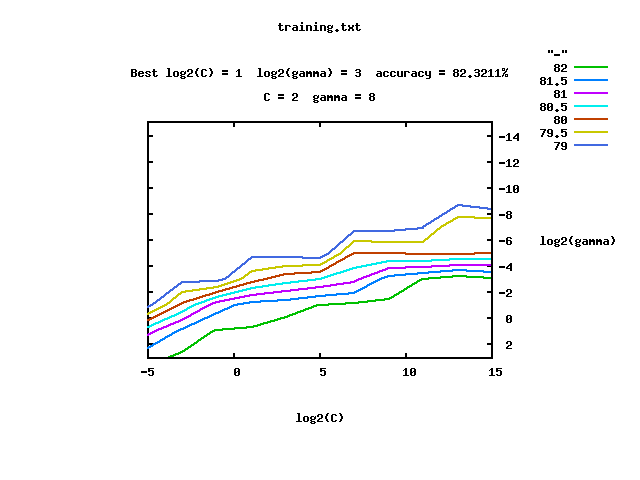 training.txt
"-"
Best log2(C) = 1  log2(gamma) = 3  accuracy = 82.3211%
C = 2  gamma = 8
82
81.5
81
80.5
80
79.5
79
-14
-12
-10
-8
-6
-4
-2
0
2
log2(gamma)
-5 0 5 10 15
log2(C)